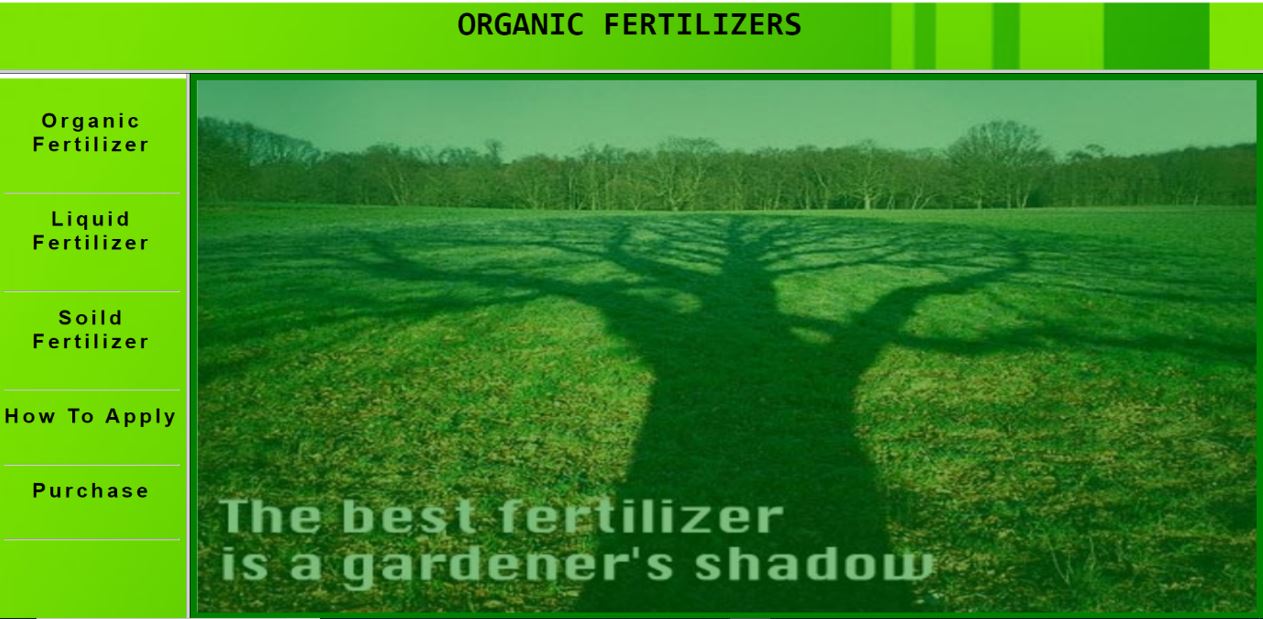 ORGANIC FERTILIZERS
Organic
Fertilizer
Liquid
Fertilizer
Soild
Fertilizer
How To Apply
Purchase
The best fertilizer
is a gardener's shadow